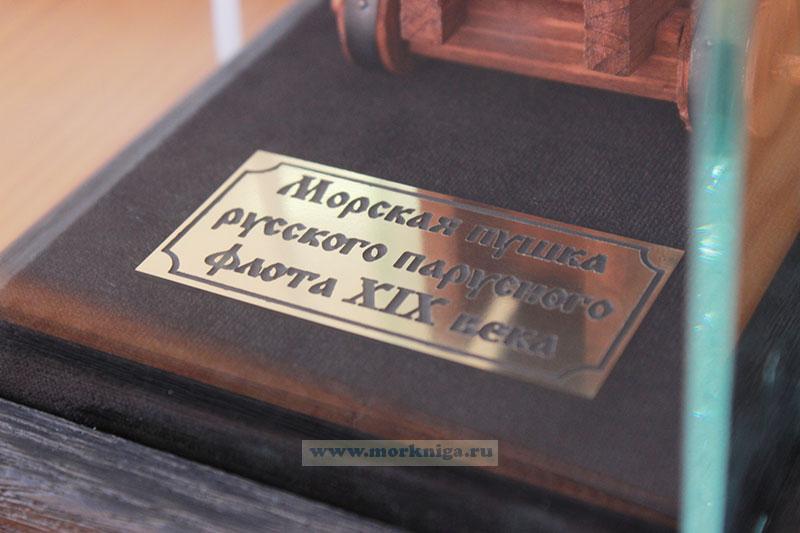 Морская пушка
русского парусного
флота XIX века
www.morkniga.ru